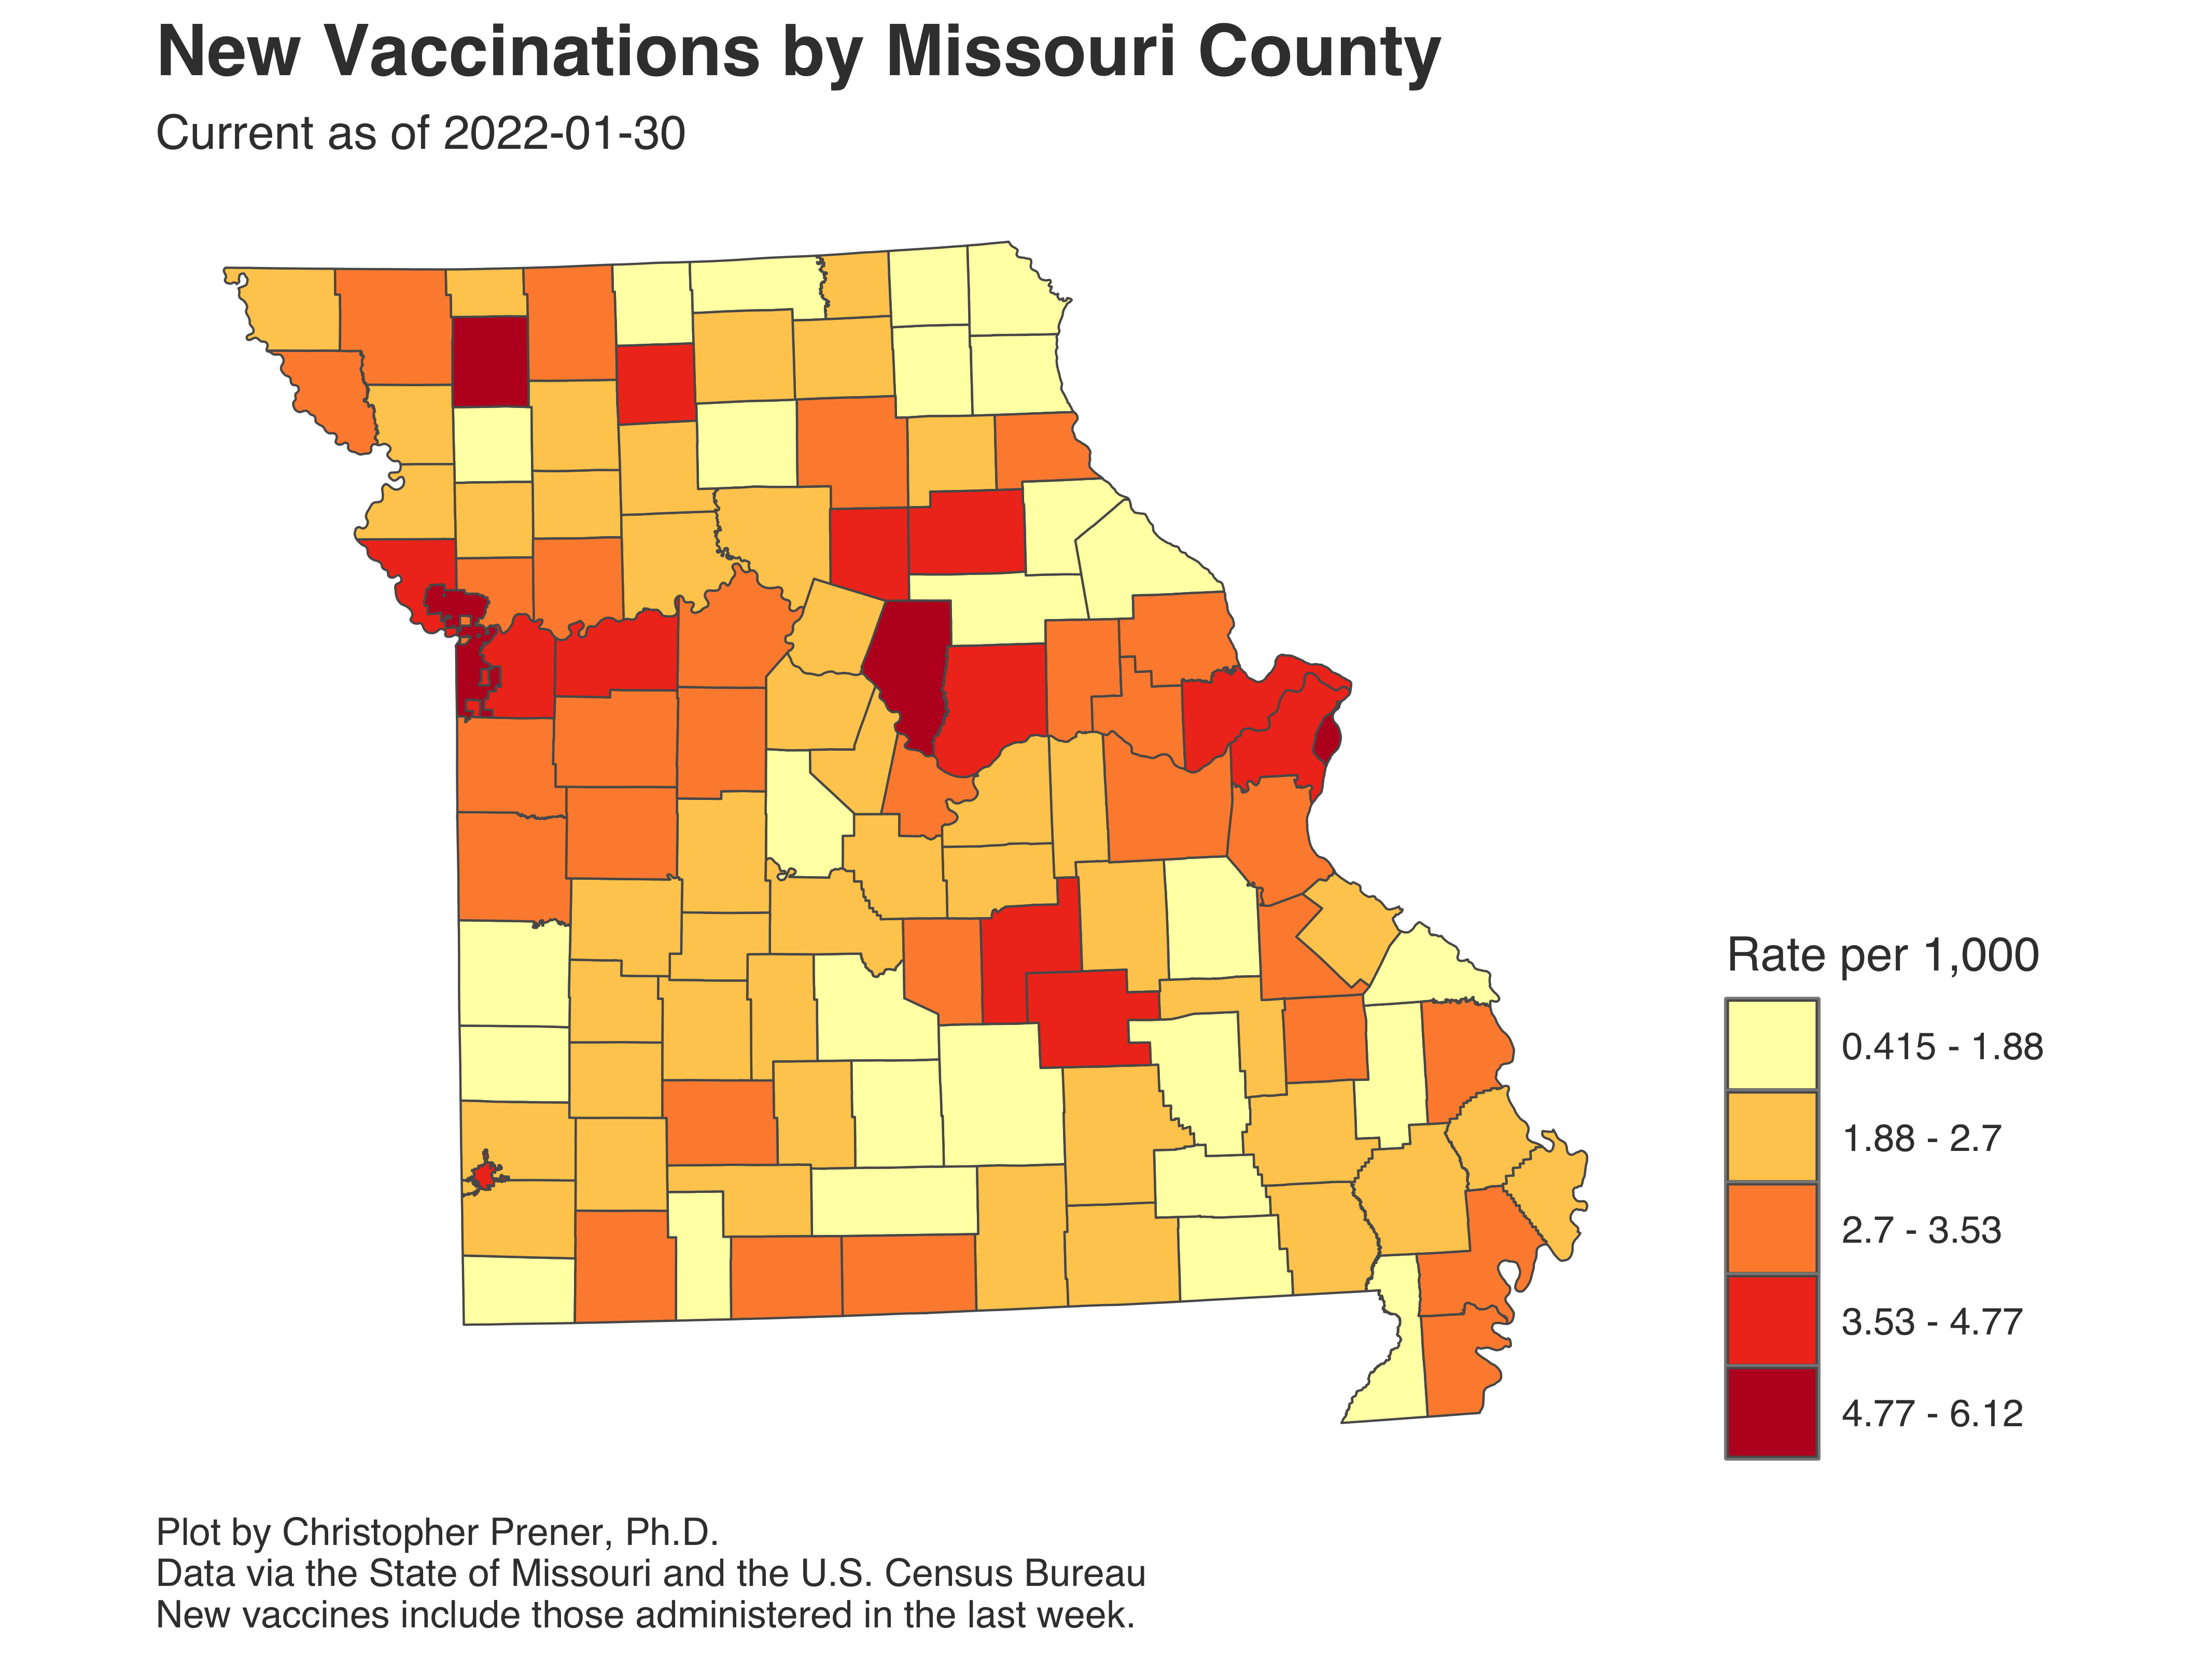 New Vaccinations by Missouri County
Current as of 2022-01-30
Rate per 1,000
0.415 - 1.88
1.88 - 2.7
2.7 - 3.53
3.53 - 4.77
4.77 - 6.12
Plot by Christopher Prener, Ph.D.
Data via the State of Missouri and the U.S. Census Bureau
New vaccines include those administered in the last week.